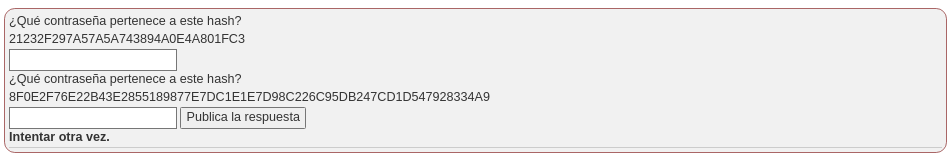 ¿Qué contraseña pertenece a este hash?
21232F297A57A5A743894A0E4A801FC3
¿Qué contraseña pertenece a este hash?
8F0E2F76E22B43E2855189877E7DC1E1E7D98C226C95DB247CD1D547928334A9
Publica la respuesta
Intentar otra vez.